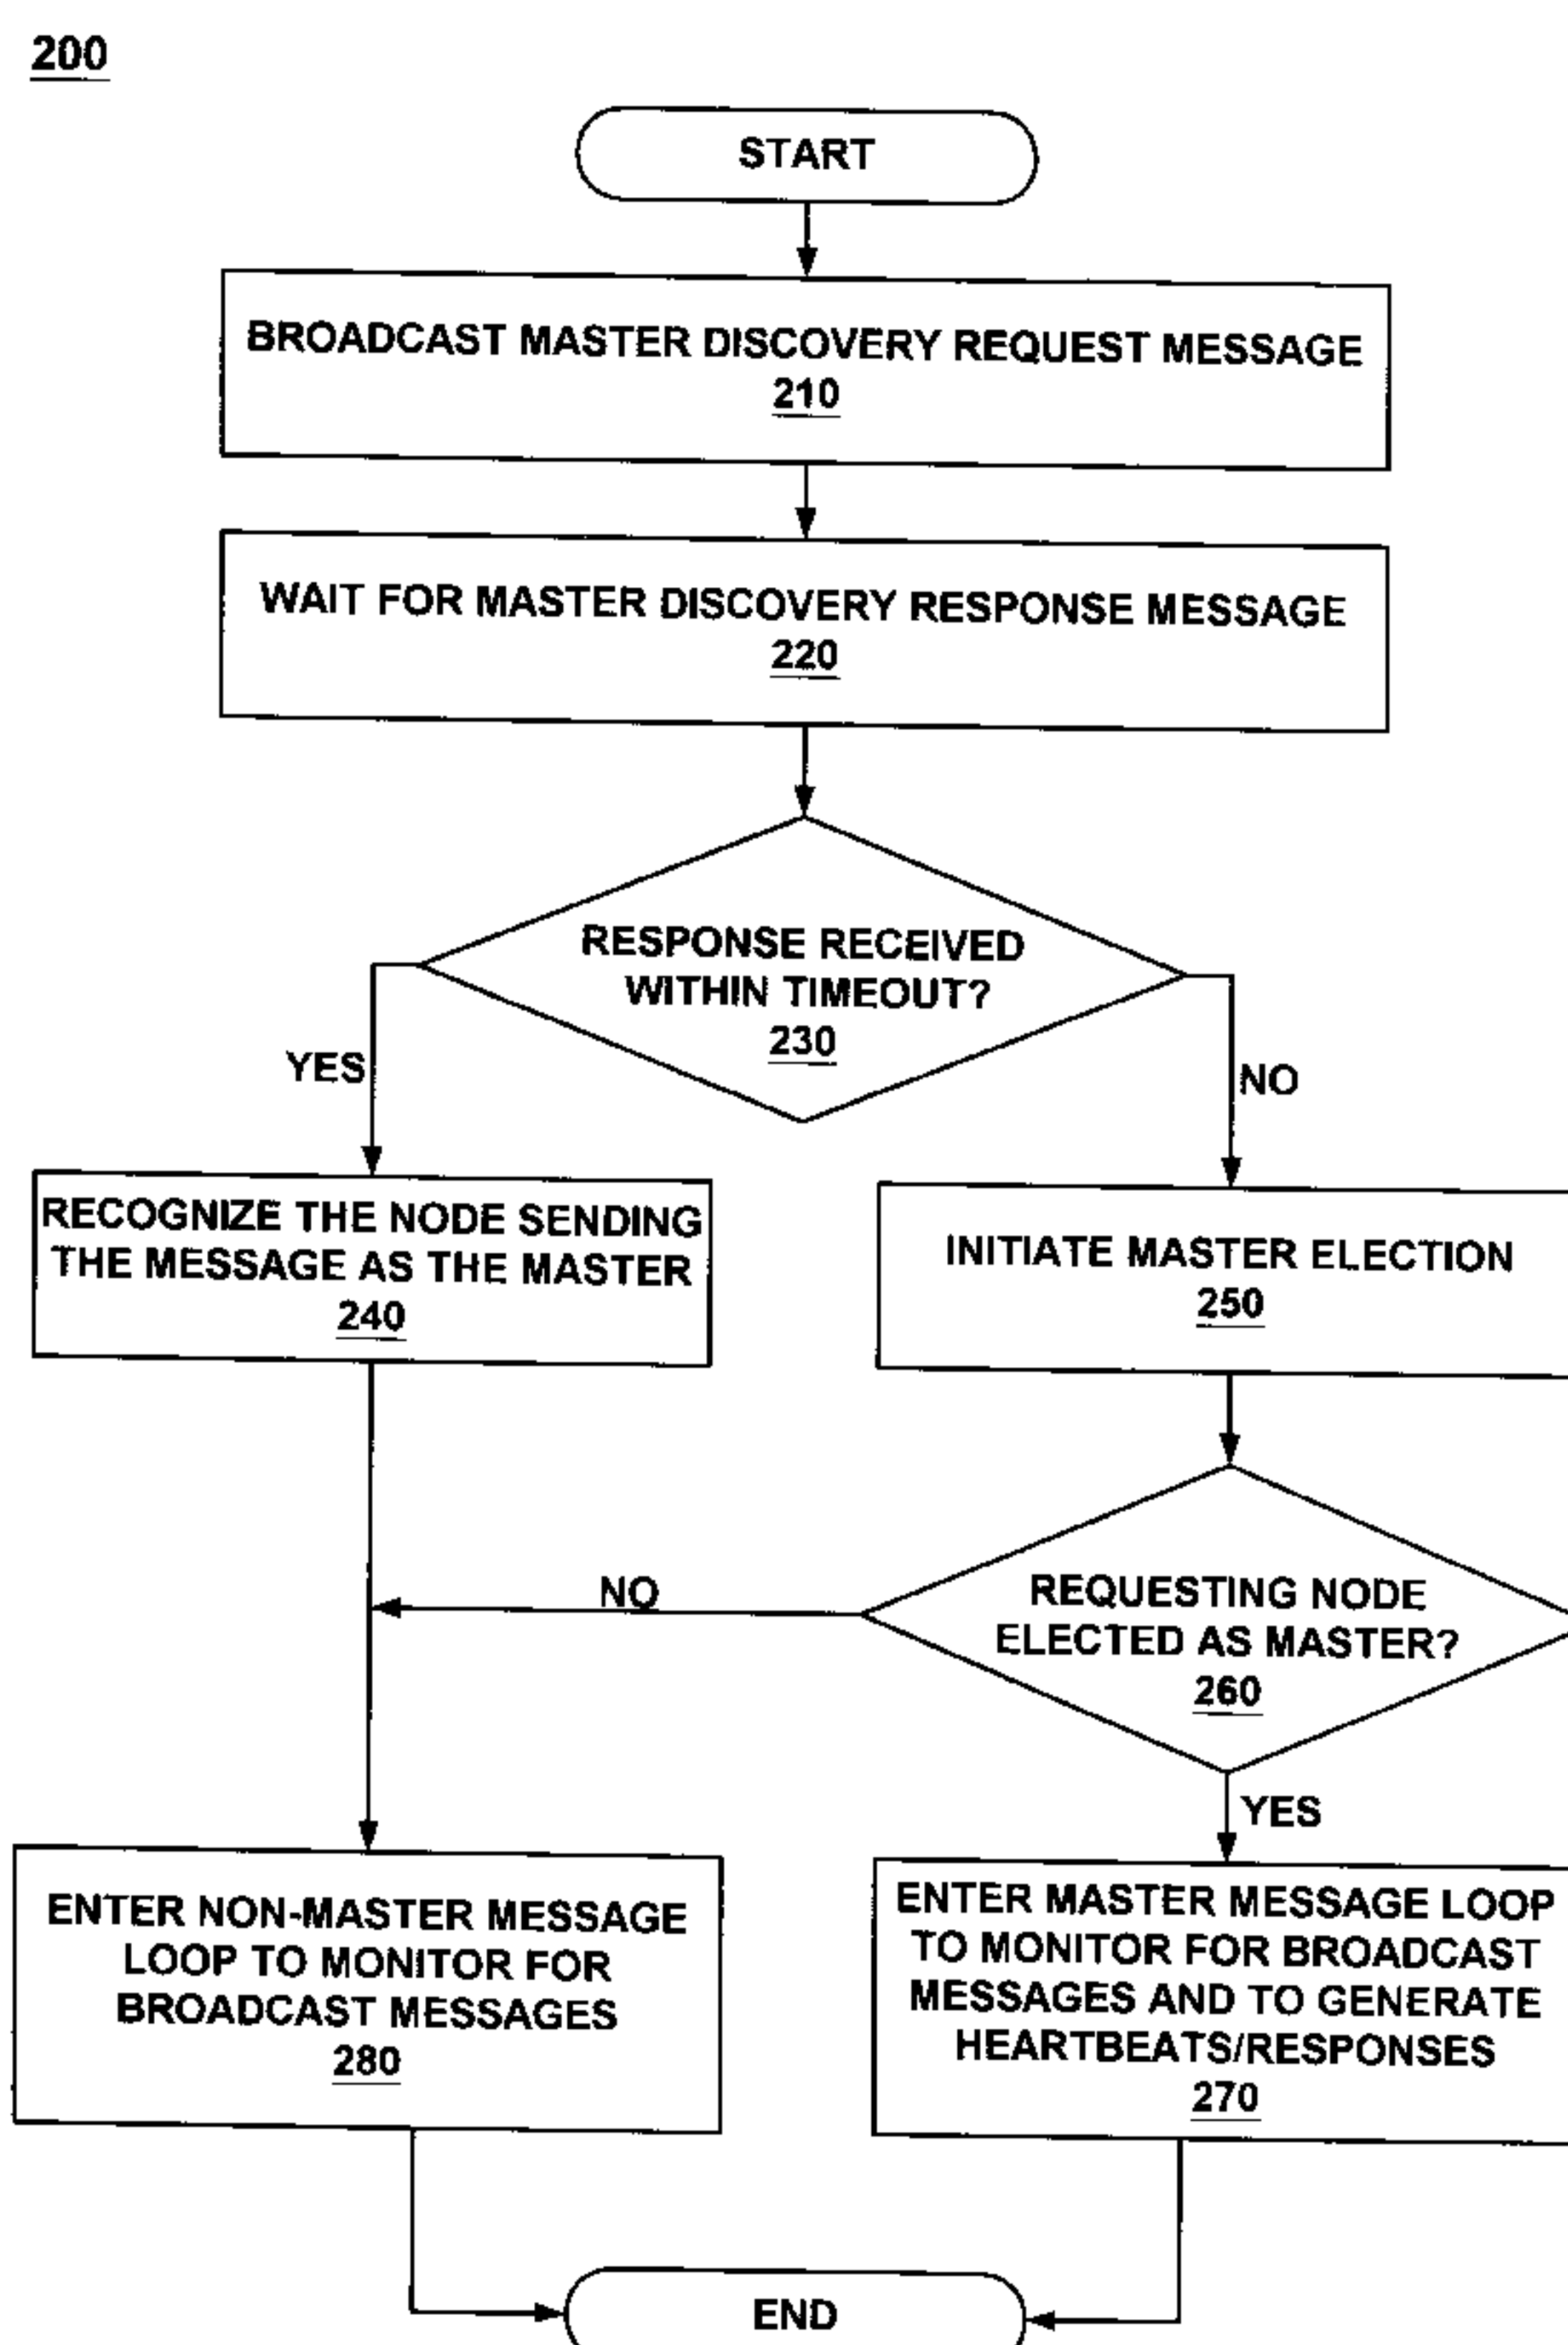 200
START
BROADCAST MASTER DISCOVERY REQUEST MESSAGE
210
WAIT FOR MASTER DISCOVERY RESPONSE MESSAGE
220
RESPONSE RECEIVED
WITHIN TIMEOUT?
230
YES
NO
RECOGNIZE THE NODE SENDING
THE MESSAGE AS THE MASTER
240
INITIATE MASTER ELECTION
250
NO
REQUESTING NODE
ELECTED AS MASTER?
260
YES
ENTER NON-MASTER MESSAGE
LOOP TO MONITOR FOR
BROADCAST MESSAGES
280
ENTER MASTER MESSAGE LOOP
TO MONITOR FOR BROADCAST
MESSAGES AND TO GENERATE
HEARTBEATS/RESPONSES
270
END